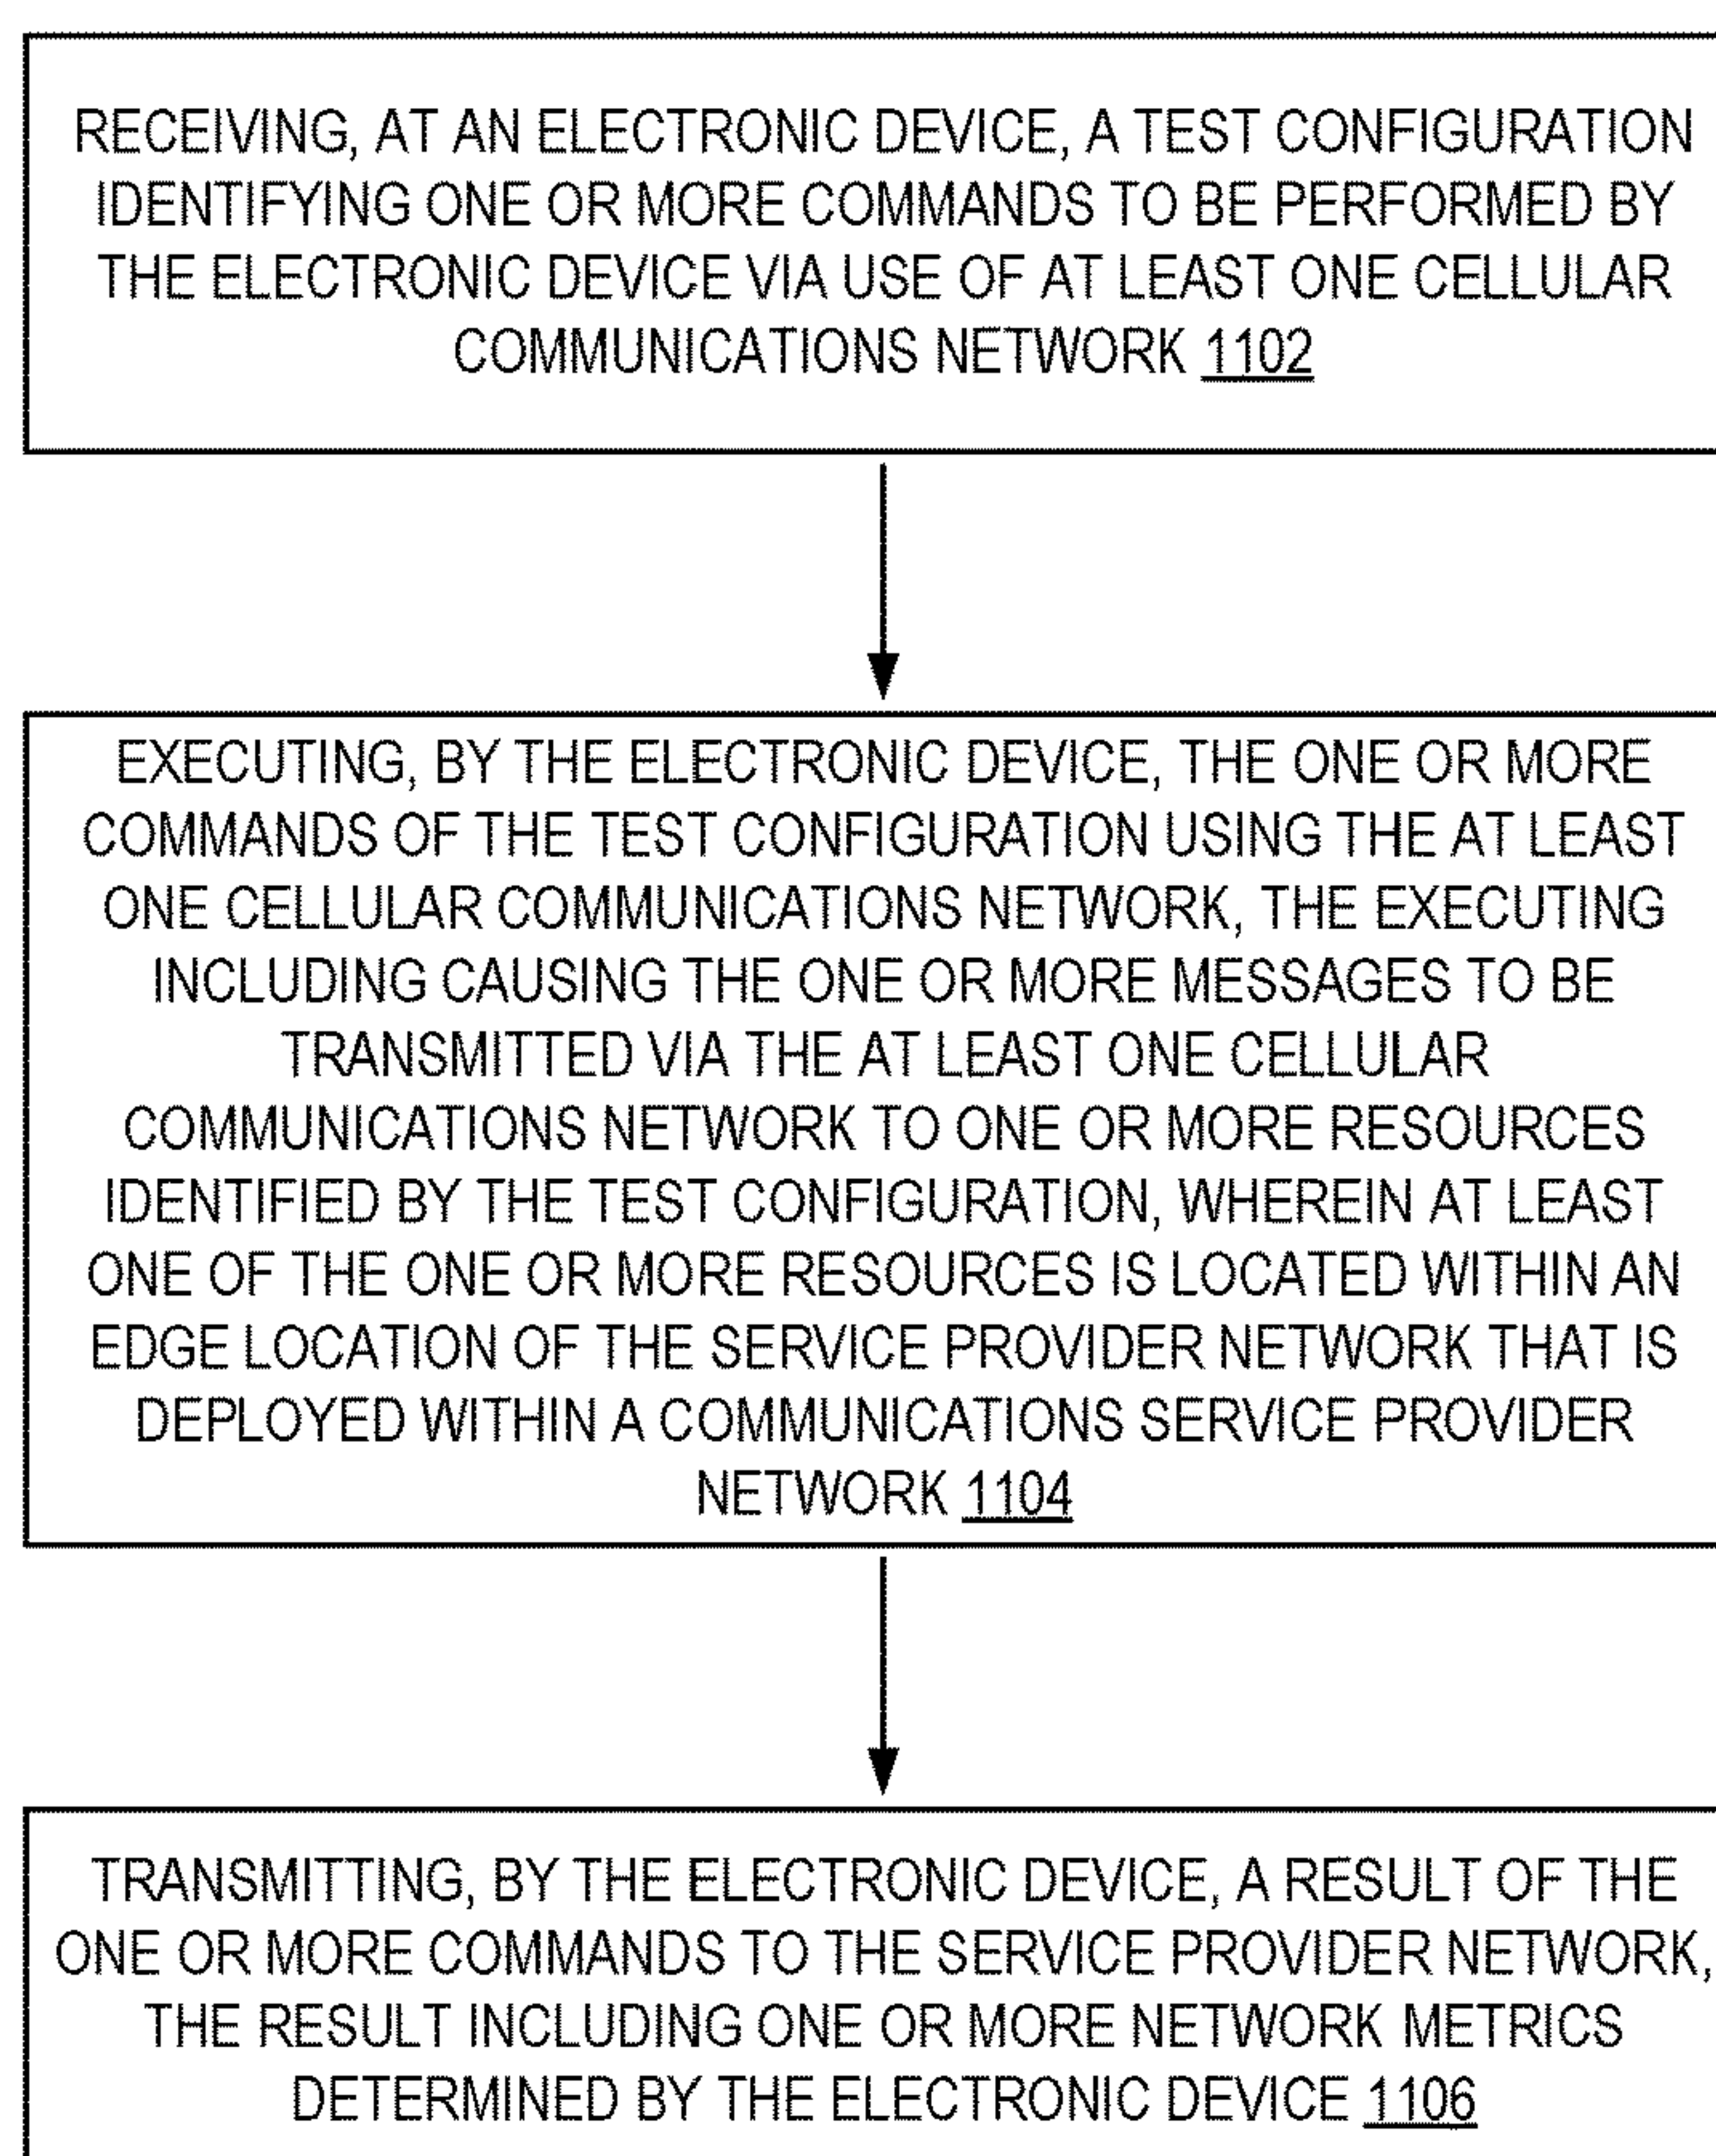 RECEIVING, AT AN ELECTRONIC DEVICE, A TEST CONFIGURATION
IDENTIFYING ONE OR MORE COMMANDS TO BE PERFORMED BY
THE ELECTRONIC DEVICE VIA USE OF AT LEAST ONE CELLULAR
COMMUNICATIONS NETWORK 1102
EXECUTING, BY THE ELECTRONIC DEVICE, THE ONE OR MORE
COMMANDS OF THE TEST CONFIGURATION USING THE AT LEAST
ONE CELLULAR COMMUNICATIONS NETWORK, THE EXECUTING
INCLUDING CAUSING THE ONE OR MORE MESSAGES TO BE
TRANSMITTED VIA THE AT LEAST ONE CELLULAR
COMMUNICATIONS NETWORK TO ONE OR MORE RESOURCES
IDENTIFIED BY THE TEST CONFIGURATION, WHEREIN AT LEAST
ONE OF THE ONE OR MORE RESOURCES IS LOCATED WITHIN AN
EDGE LOCATION OF THE SERVICE PROVIDER NETWORK THAT IS
DEPLOYED WITHIN A COMMUNICATIONS SERVICE PROVIDER
NETWORK 1104
TRANSMITTING, BY THE ELECTRONIC DEVICE, A RESULT OF THE
ONE OR MORE COMMANDS TO THE SERVICE PROVIDER NETWORK,
THE RESULT INCLUDING ONE OR MORE NETWORK METRICS
DETERMINED BY THE ELECTRONIC DEVICE 1106